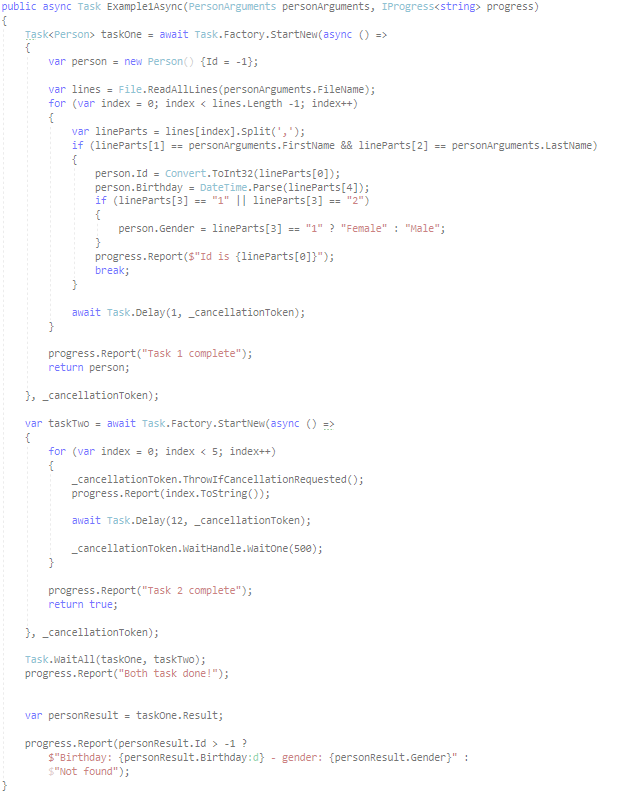 public async Task Example1Async(PersonArguments personArguments, IProgress<string> progress)
{
    Task<Person> taskOne = await Task.Factory.StartNew(async () =>
    {
        var person = new Person() {Id = -1};

        var lines = File.ReadAllLines(personArguments.FileName);
        for (var index = 0; index < lines.Length -1; index++)
        {
            var lineParts = lines[index].Split(',');
            if (lineParts[1] == personArguments.FirstName && lineParts[2] == personArguments.LastName)
            {
                person.Id = Convert.ToInt32(lineParts[0]);
                person.Birthday = DateTime.Parse(lineParts[4]);
                if (lineParts[3] == "1" || lineParts[3] == "2")
                {
                    person.Gender = lineParts[3] == "1" ? "Female" : "Male";
                }
                progress.Report($"Id is {lineParts[0]}");
                break;
            }

            await Task.Delay(1, _cancellationToken);
        }

        progress.Report("Task 1 complete");
        return person;

    }, _cancellationToken);

    var taskTwo = await Task.Factory.StartNew(async () =>
    {
        for (var index = 0; index < 5; index++)
        {
            _cancellationToken.ThrowIfCancellationRequested();
            progress.Report(index.ToString());

            await Task.Delay(12, _cancellationToken);

            _cancellationToken.WaitHandle.WaitOne(500);
        }

        progress.Report("Task 2 complete");
        return true;

    }, _cancellationToken);

    Task.WaitAll(taskOne, taskTwo);
    progress.Report("Both task done!");


    var personResult = taskOne.Result;

    progress.Report(personResult.Id > -1 ?
        $"Birthday: {personResult.Birthday:d} - gender: {personResult.Gender}" :
        $"Not found");
}